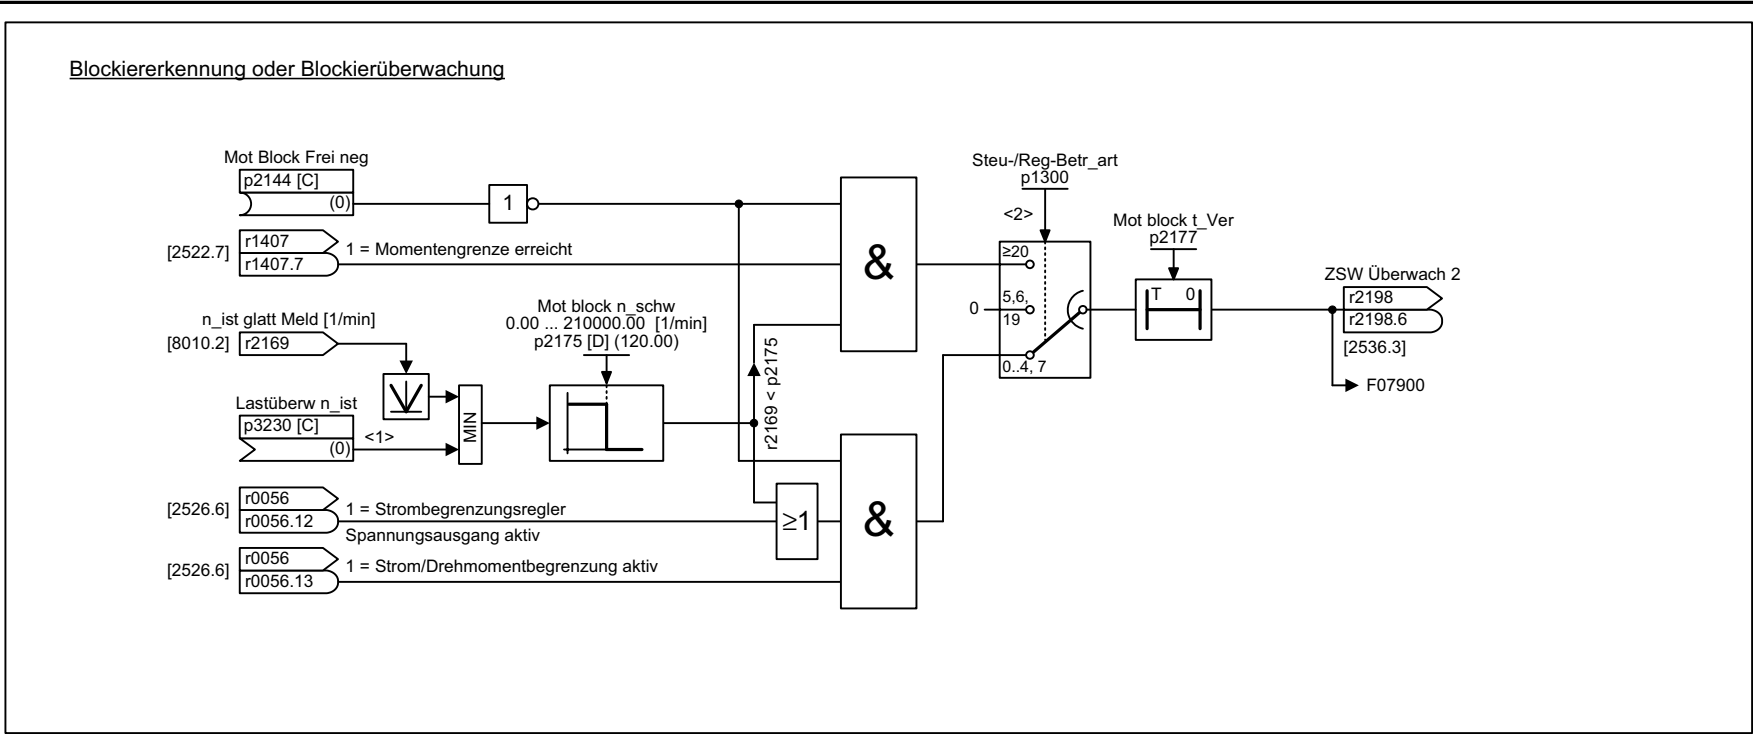 Blockiererkennung oder Blockierüberwachung
Mot Block Frei neg
p2144 [C]
(0)
1
[2522.7]
r1407
r1407.7
1 = Momentengrenze erreicht
n_ist glatt Meld [1/min]
[8010.2]
r2169
Lastüberw n_ist
p3230 [C]
(0)
<1>
MIN
Mot block n_schw
0.00 ... 210000.00 [1/min]
p2175 [D] (120.00)
r2169 < p2175
[2526.6]
r0056
r0056.12
1 = Strombegrenzungsregler
Spannungsausgang aktiv
[2526.6]
r0056
r0056.13
1 = Strom/Drehmomentbegrenzung aktiv
≥1
&
&
Steu-/Reg-Betr_art
p1300
<2>
≥20
0
5,6,
19
0..4, 7
Mot block t_Ver
p2177
T 0
ZSW Überwach 2
r2198
r2198.6
[2536.3]
F07900